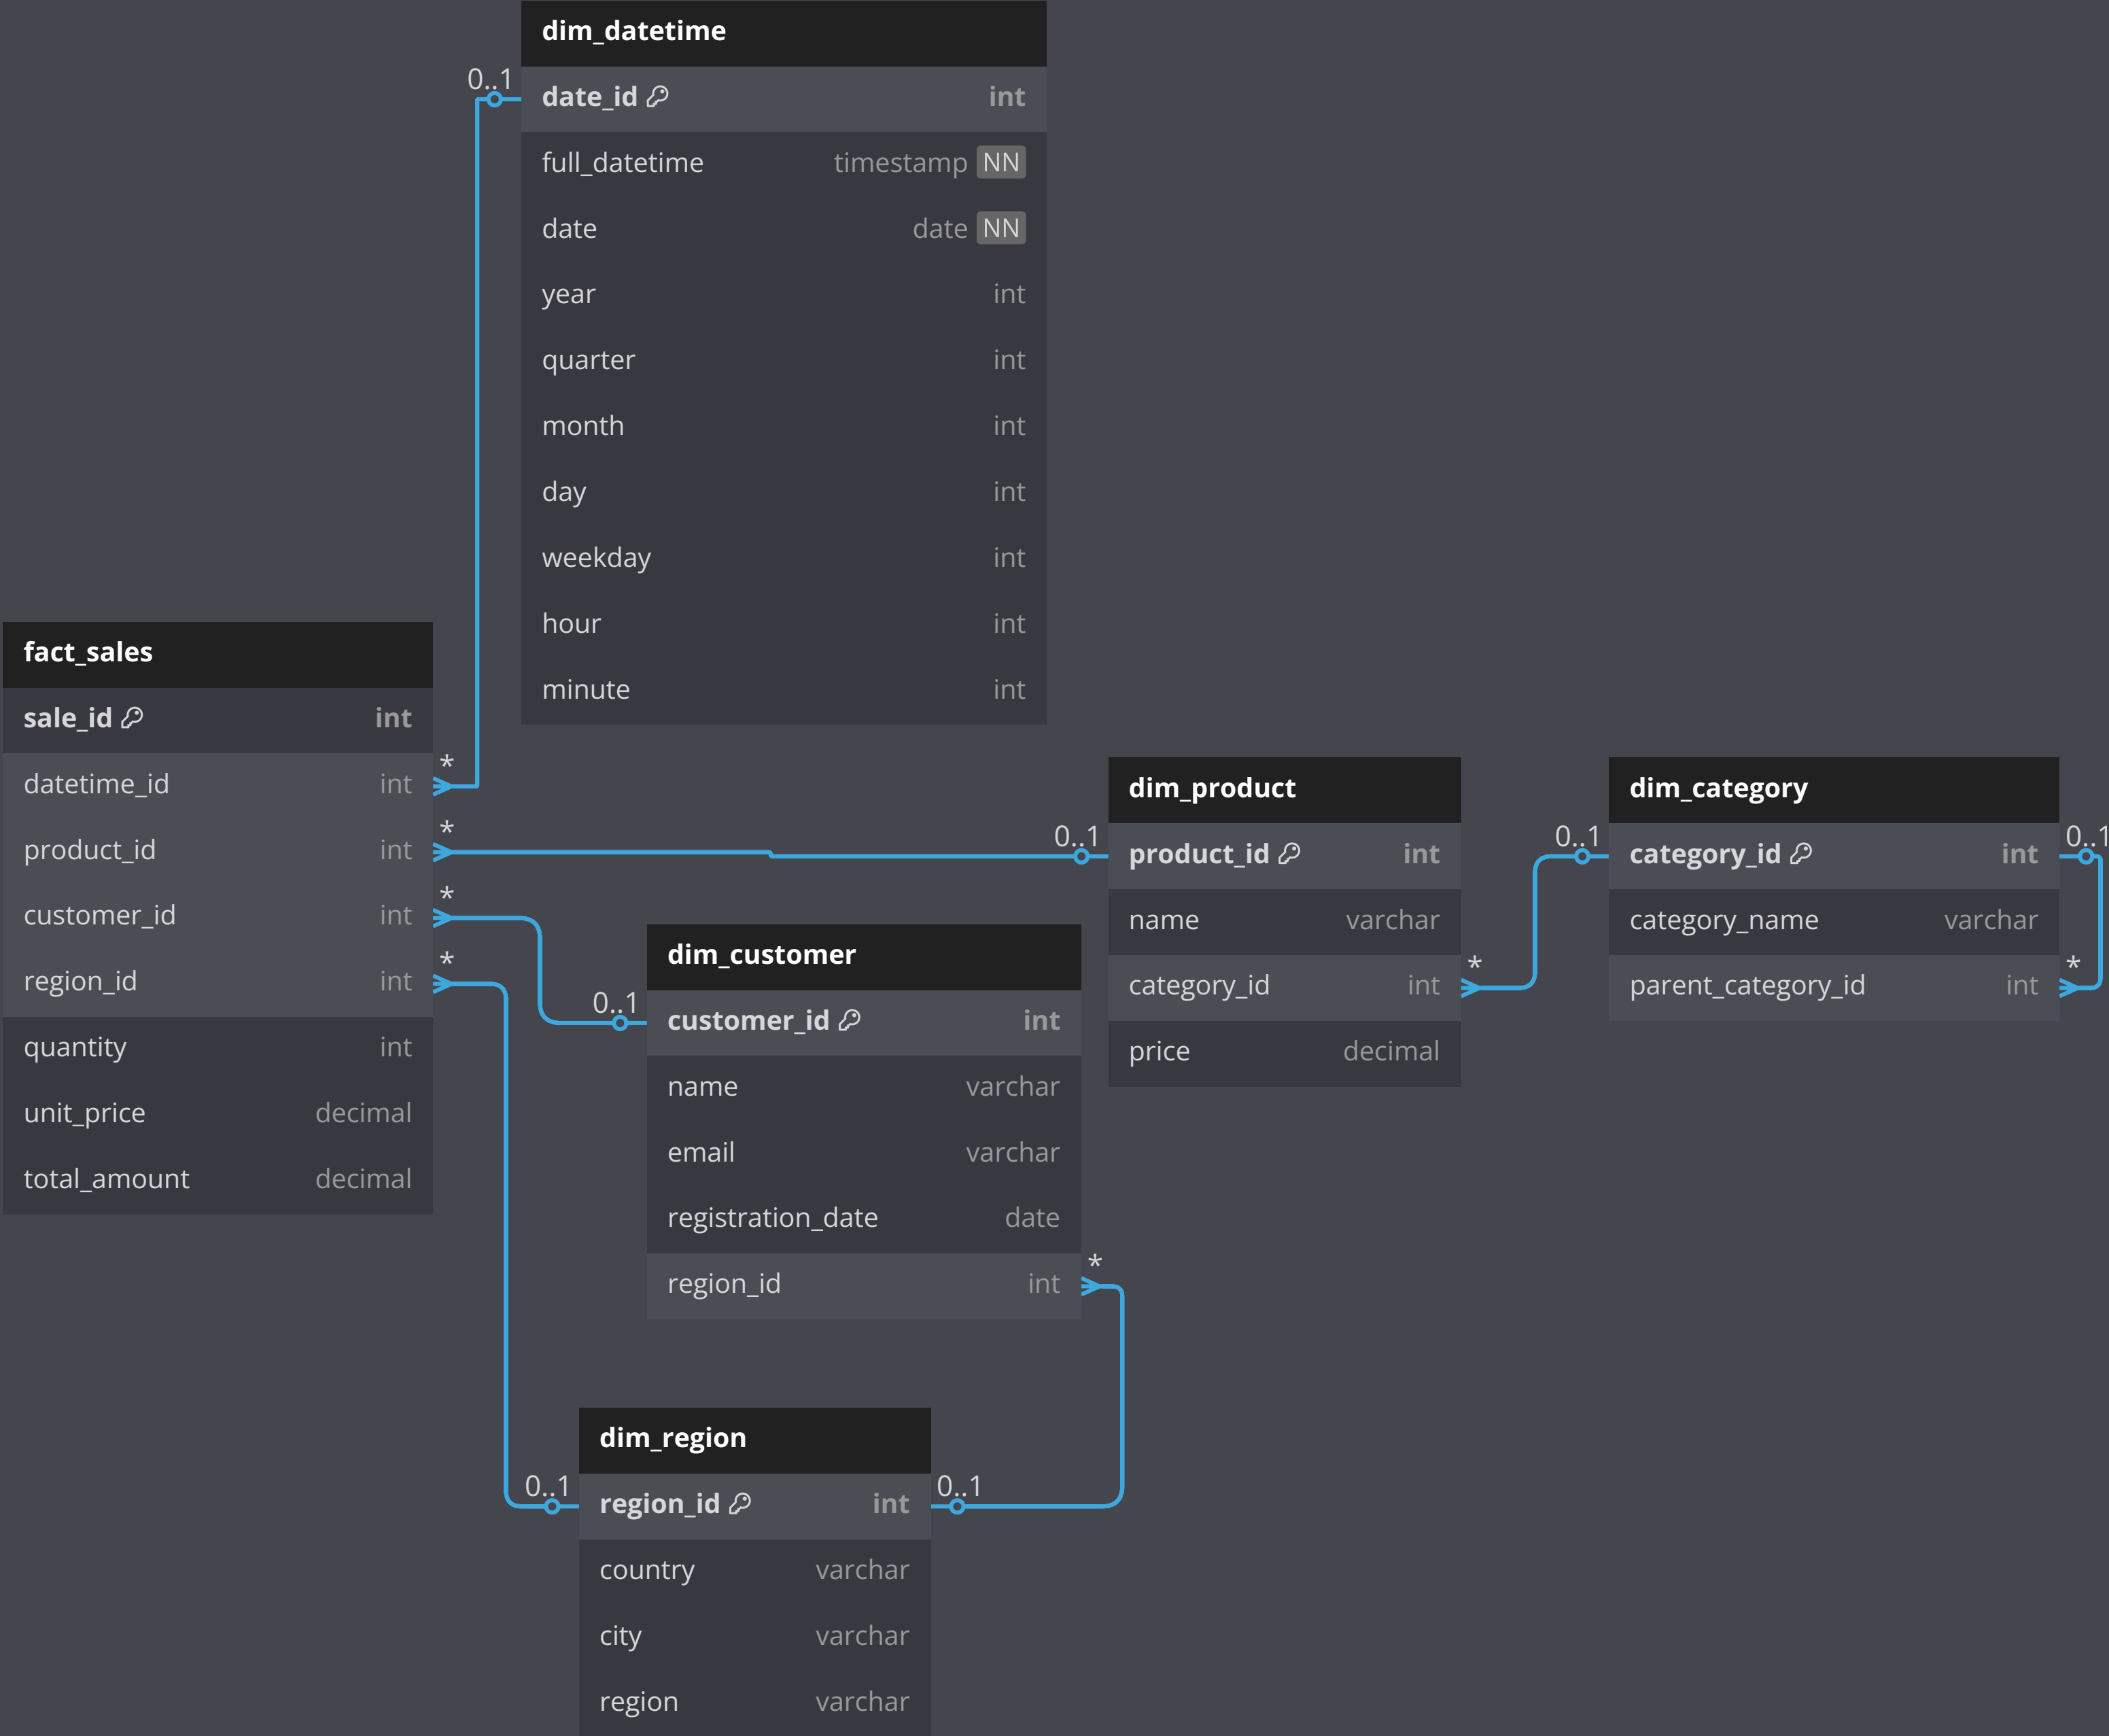 dim_datetime
0..1
date_id int
full_datetime timestamp NN
date date NN
year int
quarter int
month int
day int
weekday int
hour int
minute int
fact_sales
sale_id int
*
datetime_id int
*
product_id int
*
customer_id int
*
region_id int
quantity int
unit_price decimal
total_amount decimal
dim_product
0..1
product_id int
name varchar
*
category_id int
price decimal
dim_category
0..1
0..1
category_id int
category_name varchar
*
parent_category_id int
dim_customer
0..1
customer_id int
name varchar
email varchar
registration_date date
*
region_id int
dim_region
0..1
0..1
region_id int
country varchar
city varchar
region varchar